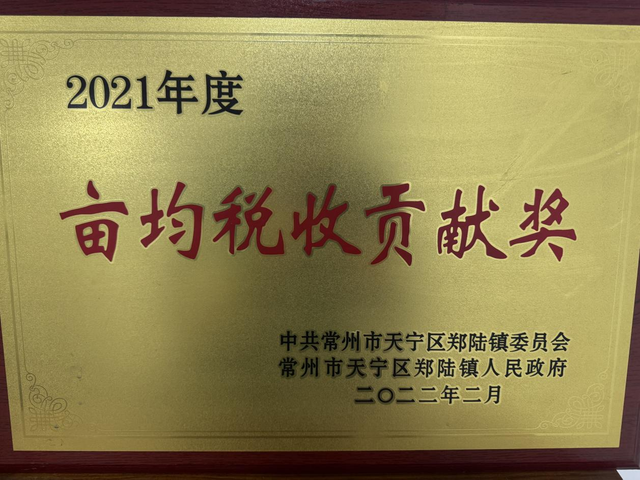 2021年度
亩均税收贡献奖
中共常州市天宁区郑陆镇委员会
常州市天宁区郑陆镇人民政府
二〇二二年二月